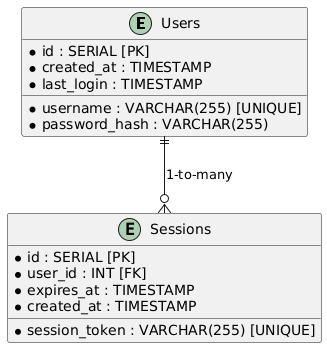 E Users
* id : SERIAL [PK]
* created_at : TIMESTAMP
* last_login : TIMESTAMP
* username : VARCHAR(255) [UNIQUE]
* password_hash : VARCHAR(255)
1-to-many
E Sessions
* id : SERIAL [PK]
* user_id : INT [FK]
* expires_at : TIMESTAMP
* created_at : TIMESTAMP
* session_token : VARCHAR(255) [UNIQUE]